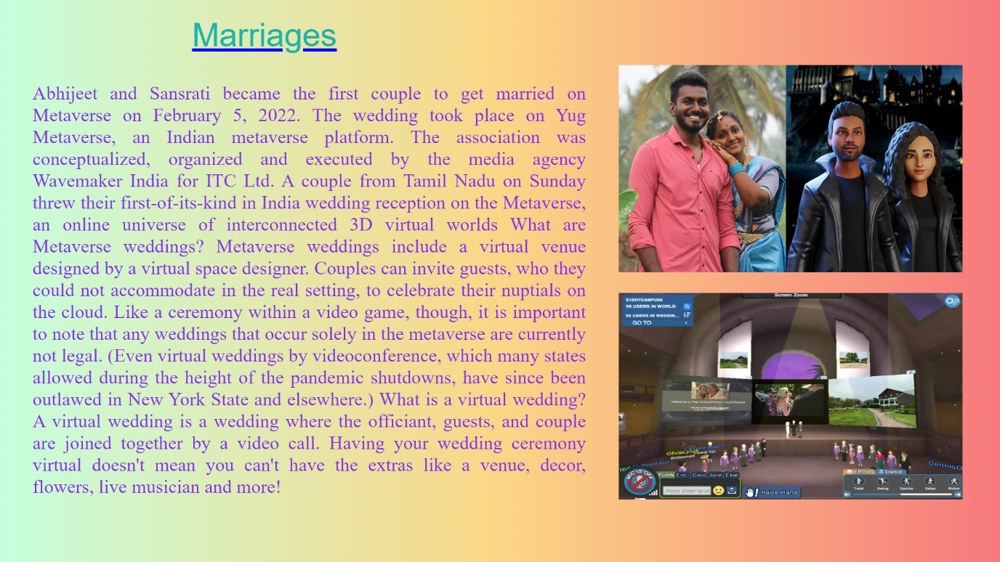 Marriages
Abhijeet and Sansrati became the first couple to get married on
Metaverse on February 5, 2022. The wedding took place on Yug
Metaverse, an Indian metaverse platform. The association was
conceptualized, organized and executed by the media agency
Wavemaker India for ITC Ltd. A couple from Tamil Nadu on Sunday
threw their first-of-its-kind in India wedding reception on the Metaverse,
an online universe of interconnected 3D virtual worlds What are
Metaverse weddings? Metaverse weddings include a virtual venue
designed by a virtual space designer. Couples can invite guests, who they
could not accommodate in the real setting, to celebrate their nuptials on
the cloud. Like a ceremony within a video game, though, it is important
to note that any weddings that occur solely in the metaverse are currently
not legal. (Even virtual weddings by videoconference, which many states
allowed during the height of the pandemic shutdowns, have since been
outlawed in New York State and elsewhere.) What is a virtual wedding?
A virtual wedding is a wedding where the officiant, guests, and couple
are joined together by a video call. Having your wedding ceremony
virtual doesn't mean you can't have the extras like a venue, decor,
flowers, live musician and more!
Screen Zoom
EVENTCAMPUS6
59 USERS IN WORLD
55 USERS IN WEDDIN...
GO TO
OliviaLynch
Bridesmaid
DennisD
MIC IS OFF
Public Eric , Caro Julie, Ekat
Press 'Enter' to c
Raise Hand
Emote Dance
Twist Swing Samba Salsa Robot